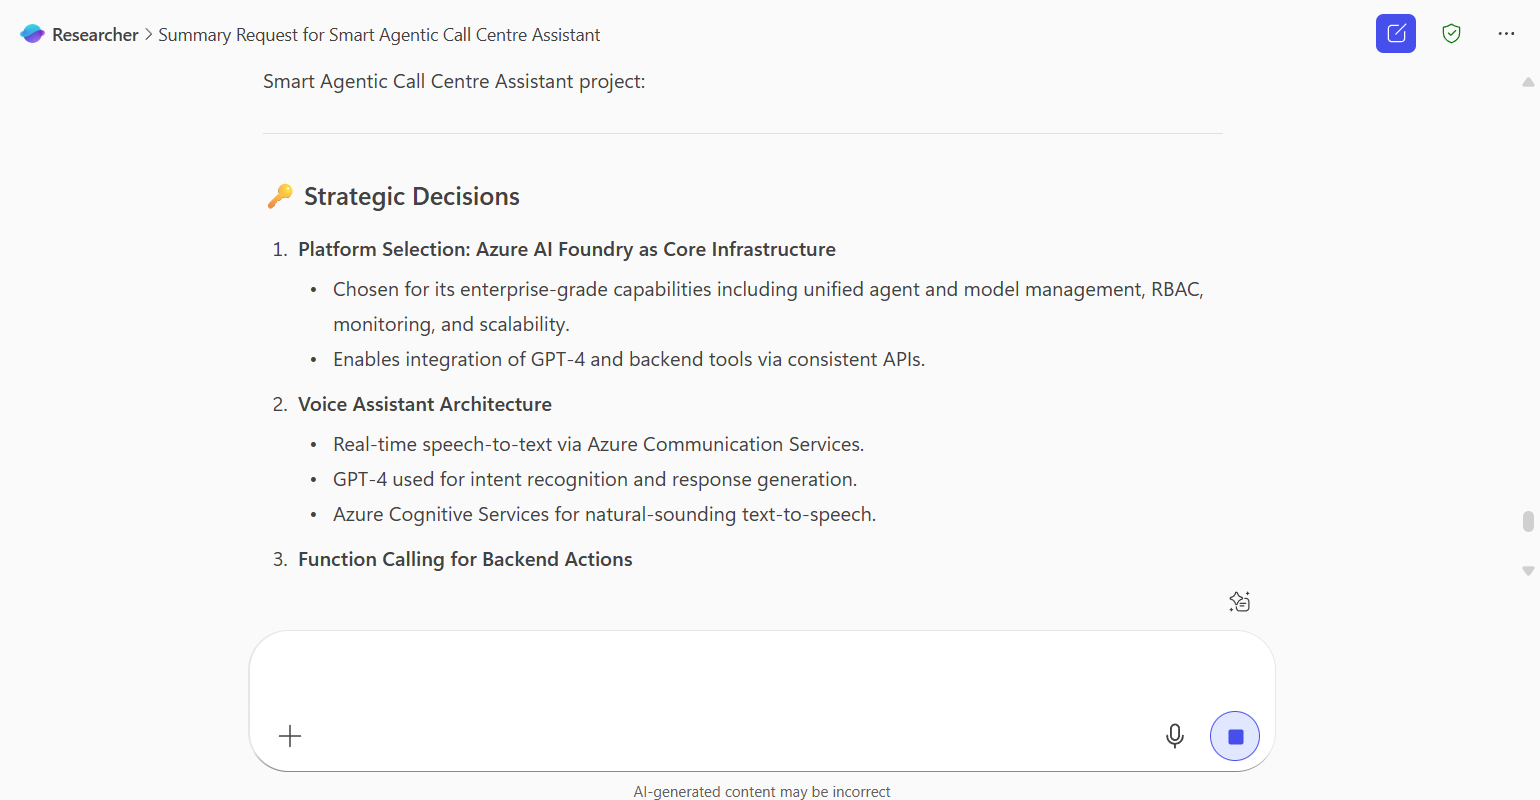 Researcher > Summary Request for Smart Agentic Call Centre Assistant
Smart Agentic Call Centre Assistant project:
🔑 Strategic Decisions
1. Platform Selection: Azure AI Foundry as Core Infrastructure
• Chosen for its enterprise-grade capabilities including unified agent and model management, RBAC,
monitoring, and scalability.
• Enables integration of GPT-4 and backend tools via consistent APIs.
2. Voice Assistant Architecture
• Real-time speech-to-text via Azure Communication Services.
• GPT-4 used for intent recognition and response generation.
• Azure Cognitive Services for natural-sounding text-to-speech.
3. Function Calling for Backend Actions
AI-generated content may be incorrect